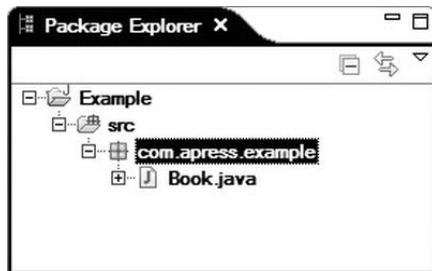 Package Explorer
Example
src
com.apress.example
Book.java